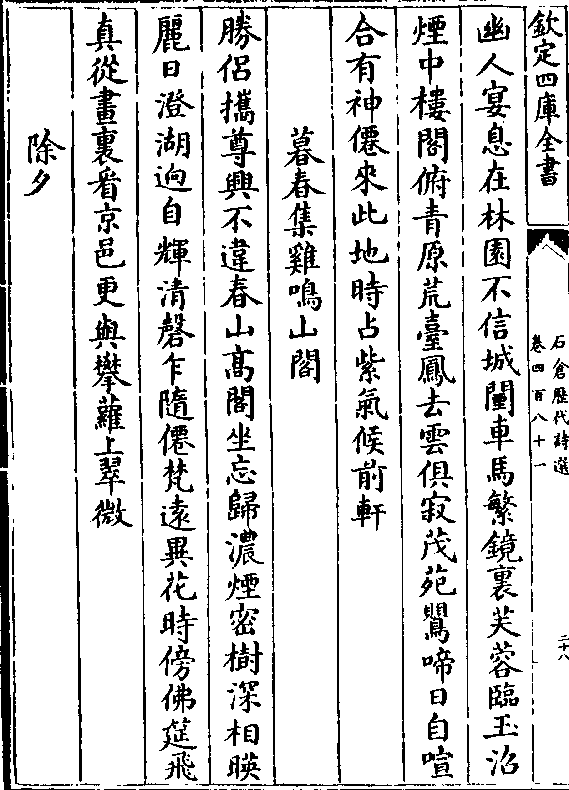 欽定四庫全書
石倉歴代詩選
卷四百八十一
二十八
幽人宴息在林園不信城闉車馬繁鏡裏芙蓉臨玉沼
煙中樓閣俯青原荒臺鳳去雲俱寂茂苑鸎啼日自喧
合有神僊來此地時占紫氣候前軒
暮春集雞鳴山閣
勝侣攜尊興不違春山髙閣坐忘歸濃煙密樹深相暎
麗日澄湖逈自輝清磬乍隨僊梵遠異花時傍佛筵飛
真從畫裏看京邑更與攀蘿上翠微
除夕